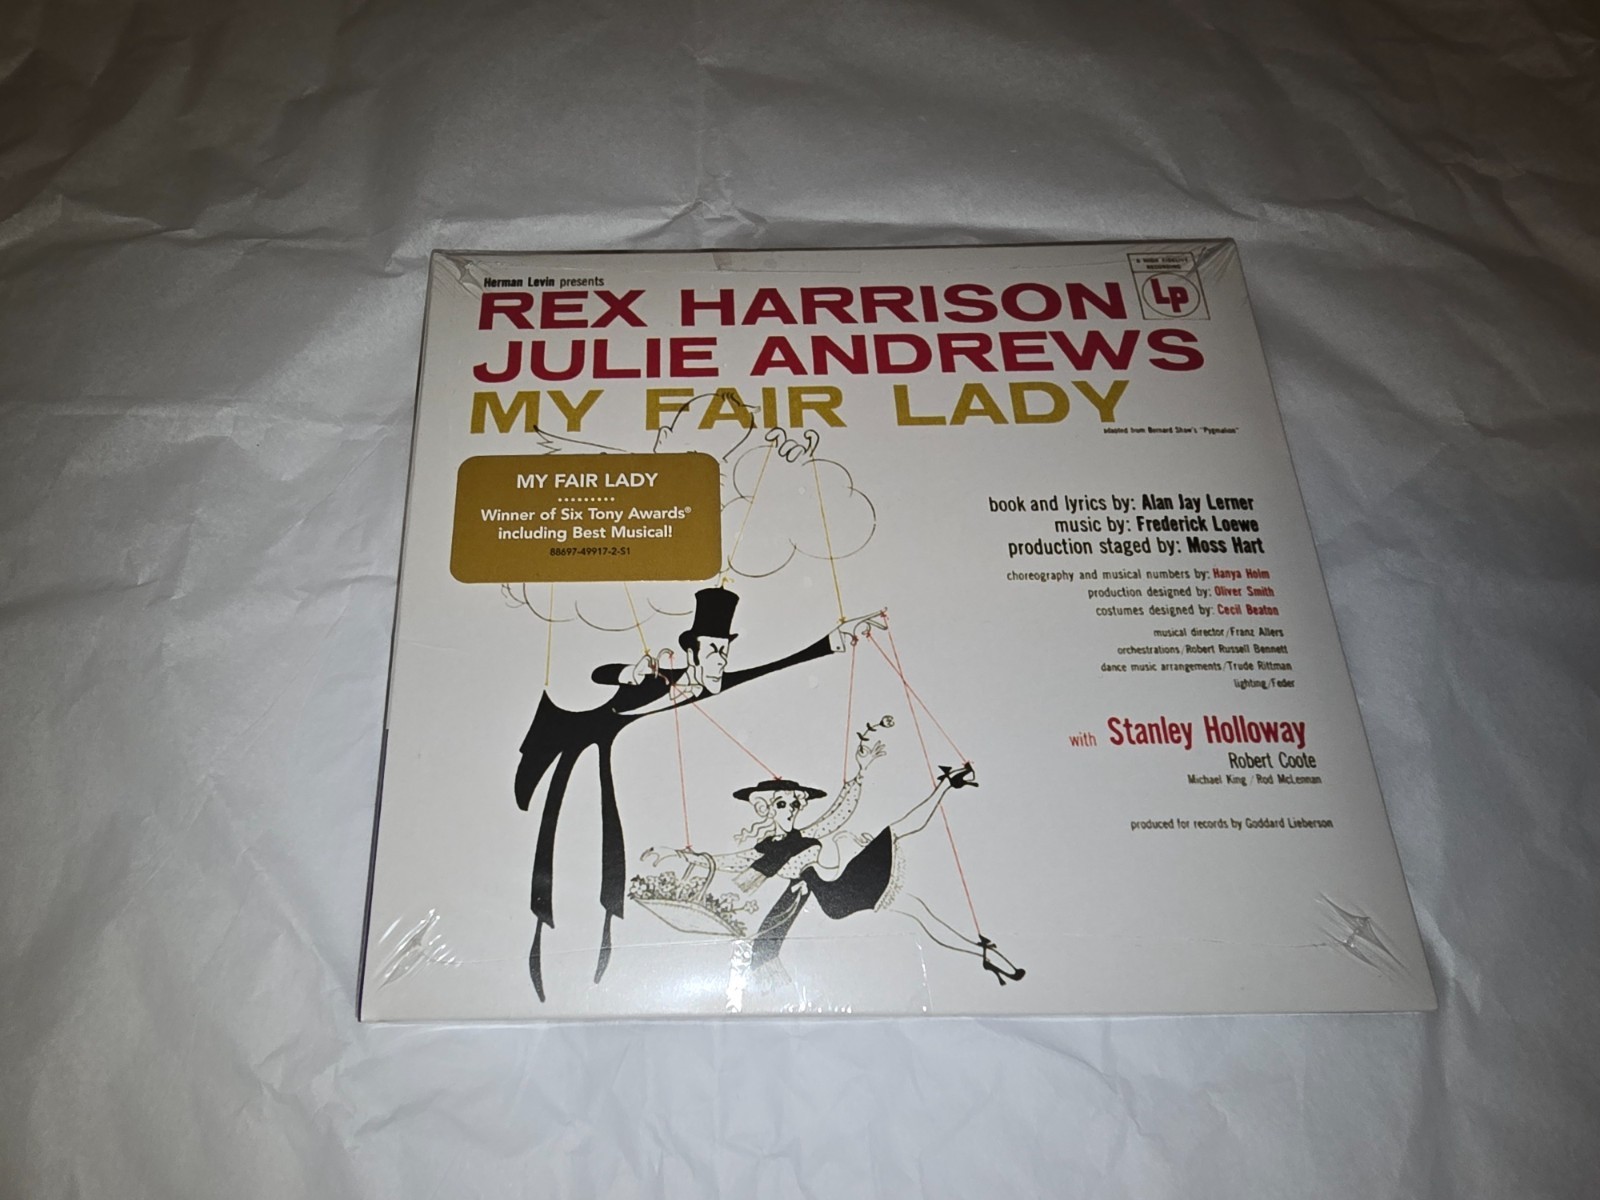 Herman Levin presents
REX HARRISON
JULIE ANDREWS
MY FAIR LADY
adapted from Bernard Shaw's "Pygmalion"
A HIGH FIDELITY
RECORDING
Lp
MY FAIR LADY
Winner of Six Tony Awards®
including Best Musical!
88697-49917-2-S1
book and lyrics by: Alan Jay Lerner
music by: Frederick Loewe
production staged by: Moss Hart
choreography and musical numbers by: Hanya Holm
production designed by: Oliver Smith
costumes designed by: Cecil Beaton
musical director/Franz Allers
orchestrations/Robert Russell Bennett
dance music arrangements/Trude Rittman
lighting/Feder
with Stanley Holloway
Robert Coote
Michael King / Rod McLennan
produced for records by Goddard Lieberson